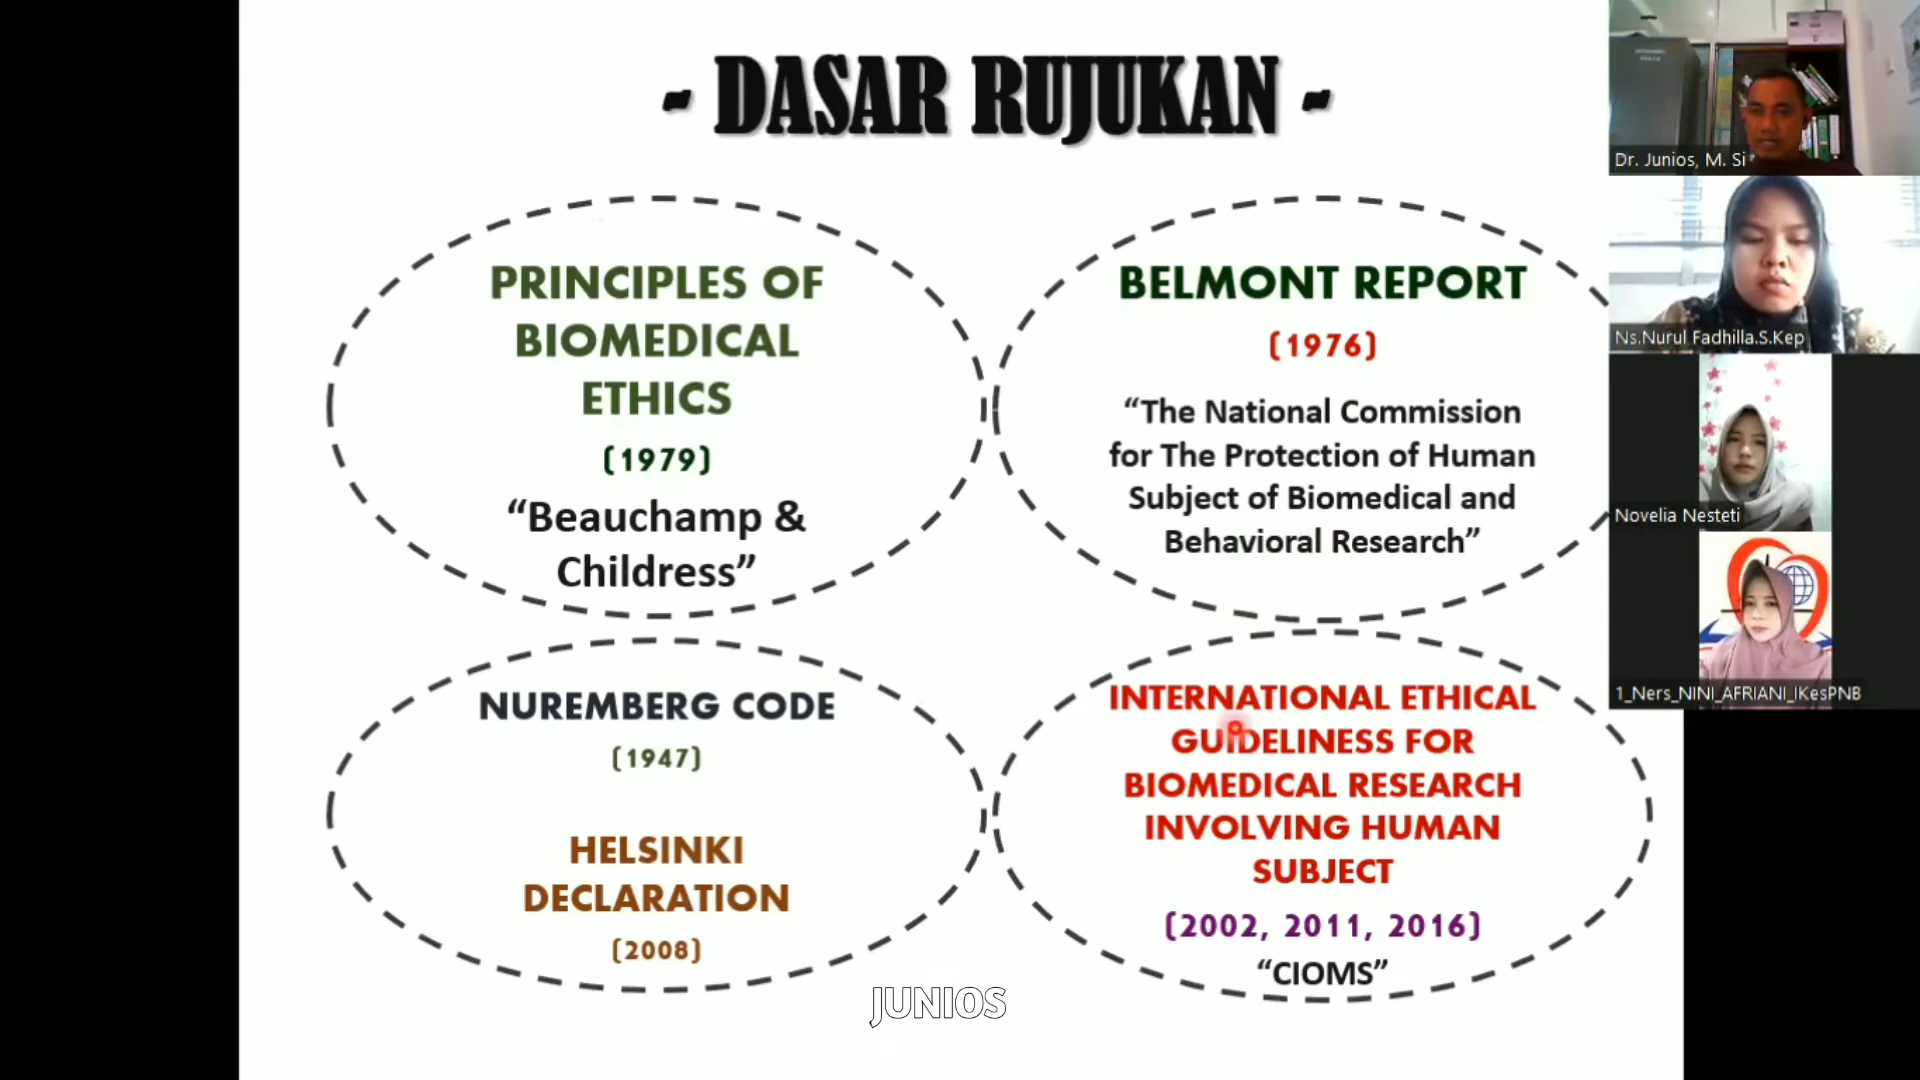 - DASAR RUJUKAN -
PRINCIPLES OF
BIOMEDICAL
ETHICS
(1979)
“Beauchamp &
Childress”
BELMONT REPORT
(1976)
“The National Commission
for The Protection of Human
Subject of Biomedical and
Behavioral Research”
NUREMBERG CODE
(1947)
HELSINKI
DECLARATION
(2008)
INTERNATIONAL ETHICAL
GUIDELINESS FOR
BIOMEDICAL RESEARCH
INVOLVING HUMAN
SUBJECT
(2002, 2011, 2016)
“CIOMS”
JUNIOS
Dr. Junios, M. Si
Ns.Nurul Fadhilla.S.Kep
Novelia Nesteti
1_Ners_NINI_AFRIANI_IKesPNB